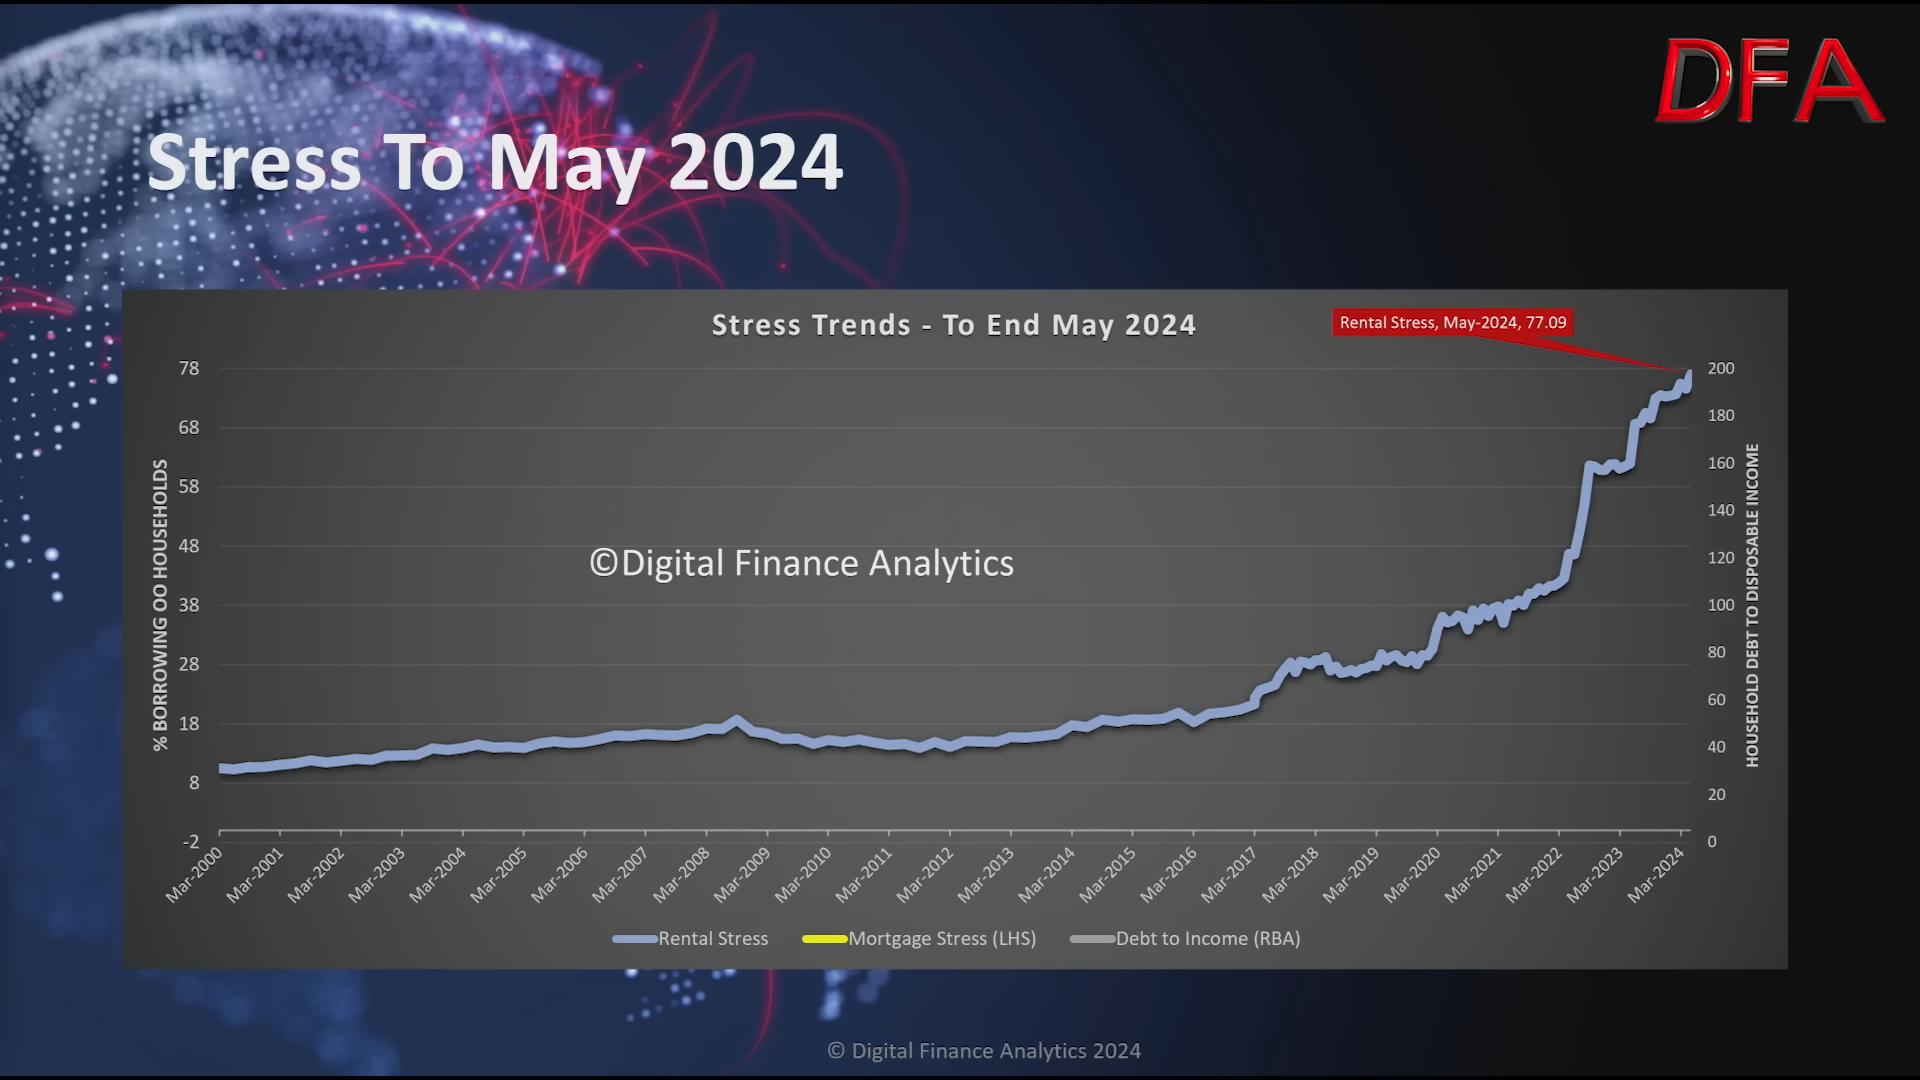 DFA
Stress To May 2024
Stress Trends - To End May 2024
Rental Stress, May-2024, 77.09
% BORROWING OO HOUSEHOLDS
78
68
58
48
38
28
18
8
-2
©Digital Finance Analytics
200
180
160
140
120
100
80
60
40
20
0
HOUSEHOLD DEBT TO DISPOSABLE INCOME
Mar-2000
Mar-2001
Mar-2002
Mar-2003
Mar-2004
Mar-2005
Mar-2006
Mar-2007
Mar-2008
Mar-2009
Mar-2010
Mar-2011
Mar-2012
Mar-2013
Mar-2014
Mar-2015
Mar-2016
Mar-2017
Mar-2018
Mar-2019
Mar-2020
Mar-2021
Mar-2022
Mar-2023
Mar-2024
Rental Stress
Mortgage Stress (LHS)
Debt to Income (RBA)
© Digital Finance Analytics 2024